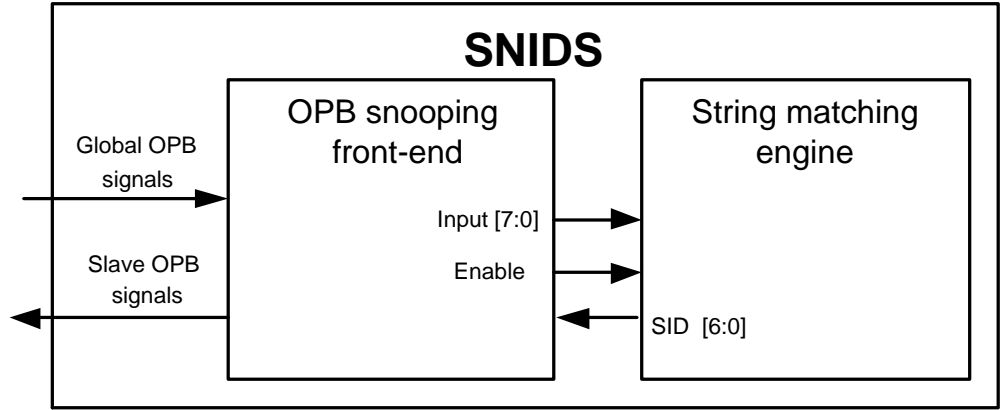 SNIDS
OPB snooping
front-end
String matching
engine
Global OPB
signals
Input [7:0]
Slave OPB
signals
Enable
SID [6:0]